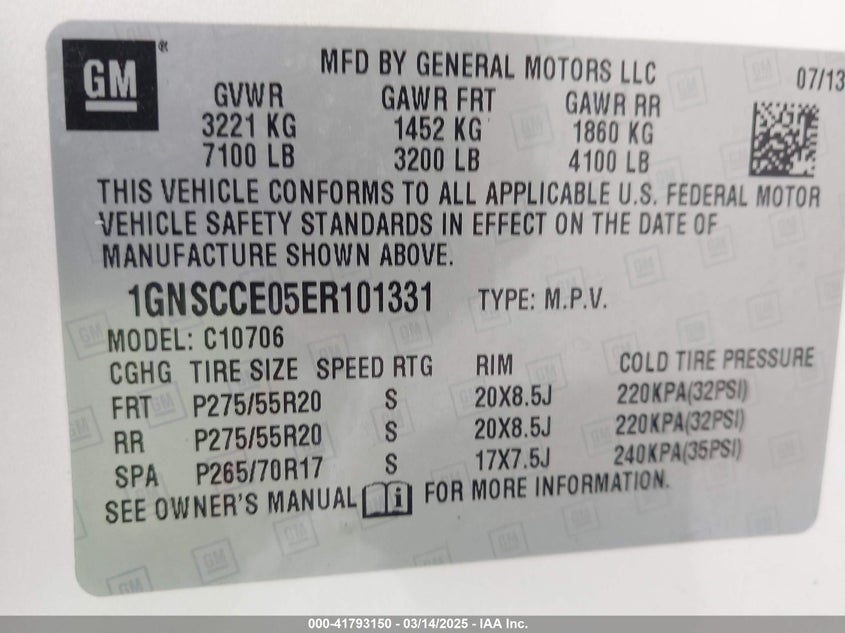 GM ®
MFD BY GENERAL MOTORS LLC 07/13
GVWR GAWR FRT GAWR RR
3221 KG 1452 KG 1860 KG
7100 LB 3200 LB 4100 LB
THIS VEHICLE CONFORMS TO ALL APPLICABLE U.S. FEDERAL MOTOR
VEHICLE SAFETY STANDARDS IN EFFECT ON THE DATE OF
MANUFACTURE SHOWN ABOVE.
1GNSCCE05ER101331 TYPE: M.P.V.
MODEL: C10706
CGHG TIRE SIZE SPEED RTG RIM COLD TIRE PRESSURE
FRT P275/55R20 S 20X8.5J 220KPA(32PSI)
RR P275/55R20 S 20X8.5J 220KPA(32PSI)
SPA P265/70R17 S 17X7.5J 240KPA(35PSI)
SEE OWNER'S MANUAL i FOR MORE INFORMATION.
000-41793150 - 03/14/2025 - IAA Inc.